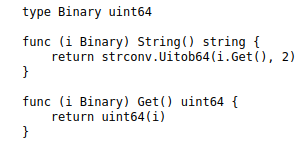 type Binary uint64
func (i Binary) String() string {
    return strconv.Uitob64(i.Get(), 2)
}
func (i Binary) Get() uint64 {
    return uint64(i)
}